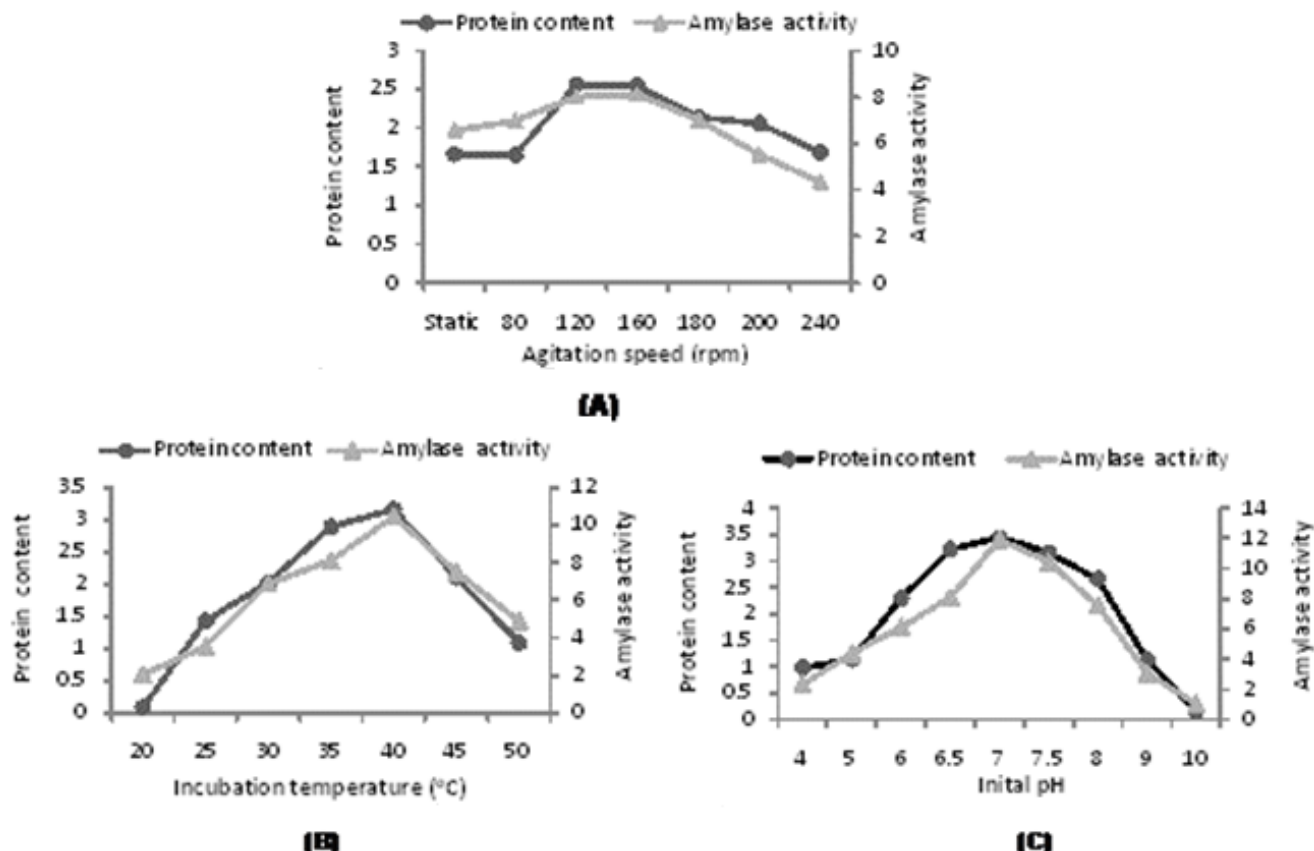 Protein content Amylase activity
3 10
2.5 8
2 6
1.5 4
1 2
0.5 0
0
Protein content
Amylase activity
Static 80 120 160 180 200 240
Agitation speed (rpm)
(A)
Protein content Amylase activity
3.5 12
3 10
2.5 8
2 6
1.5 4
1 2
0.5 0
0
Protein content
Amylase activity
20 25 30 35 40 45 50
Incubation temperature (°C)
(B)
Protein content Amylase activity
4 14
3.5 12
3 10
2.5 8
2 6
1.5 4
1 2
0.5 0
0
Protein content
Amylase activity
4 5 6 6.5 7 7.5 8 9 10
Inital pH
(C)